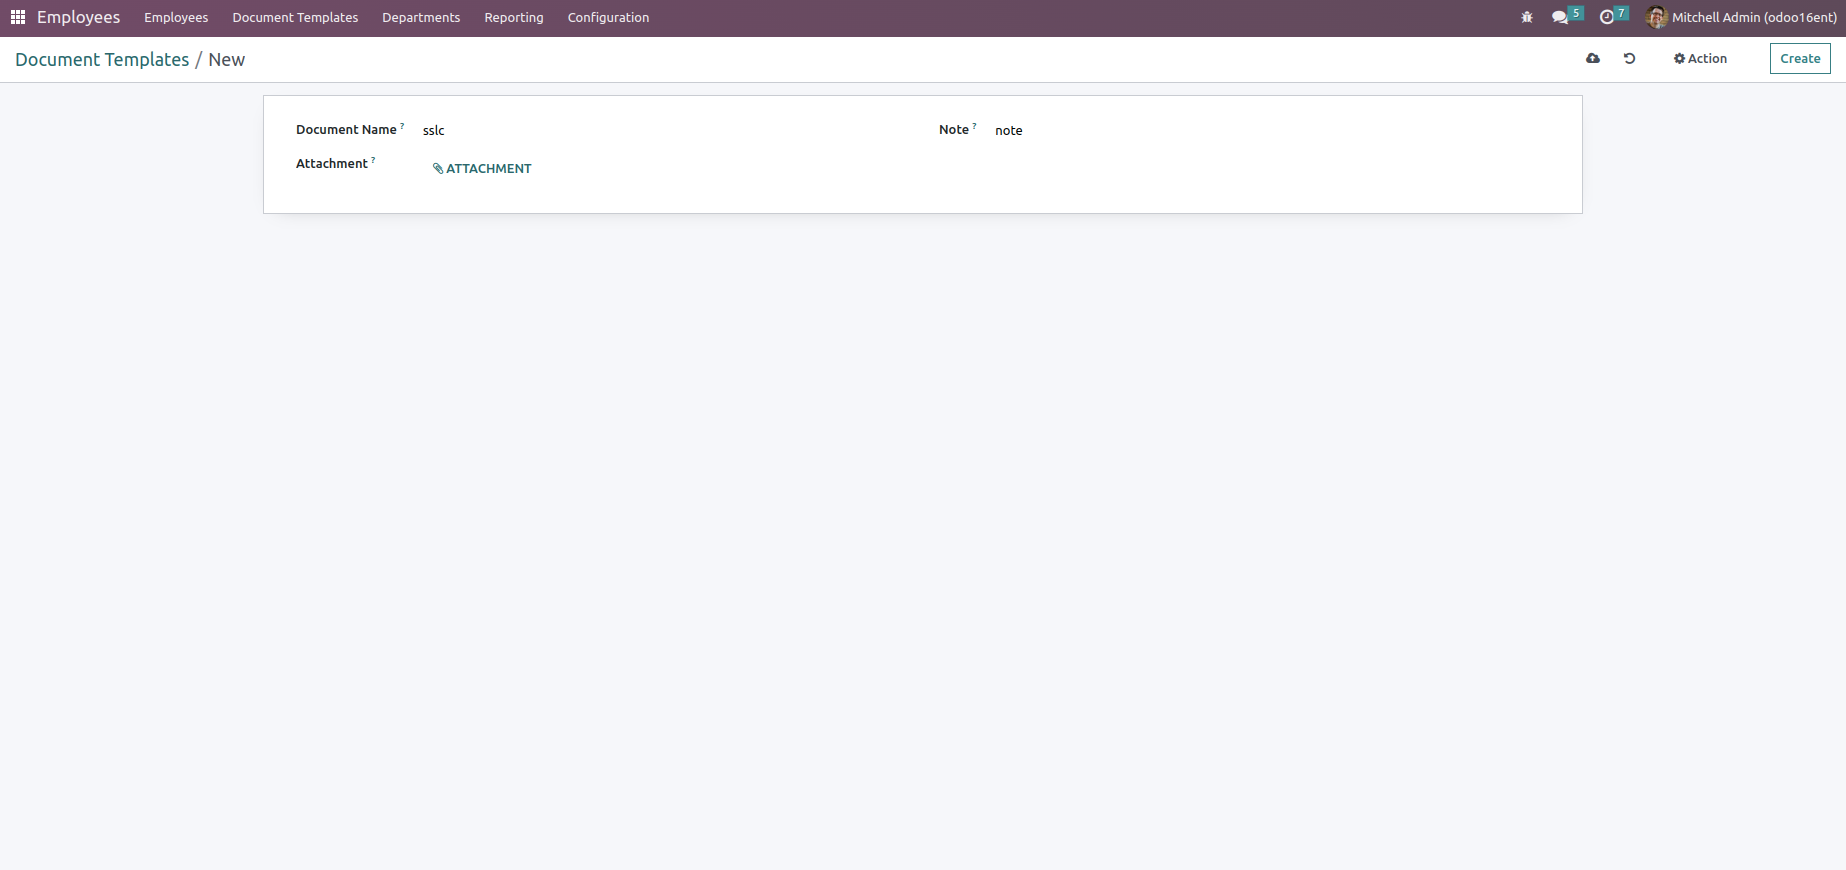 Employees Employees Document Templates Departments Reporting Configuration 5 7 Mitchell Admin (odoo16ent)
Document Templates / New Action Create
Document Name ? sslc Note ? note
Attachment ? ATTACHMENT